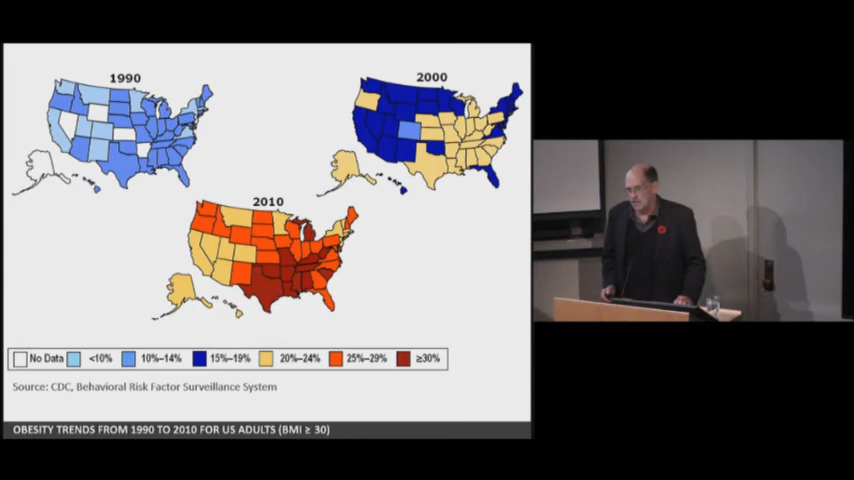 1990
2000
2010
No Data <10% 10%–14% 15%–19% 20%–24% 25%–29% ≥30%
Source: CDC, Behavioral Risk Factor Surveillance System
OBESITY TRENDS FROM 1990 TO 2010 FOR US ADULTS (BMI ≥ 30)